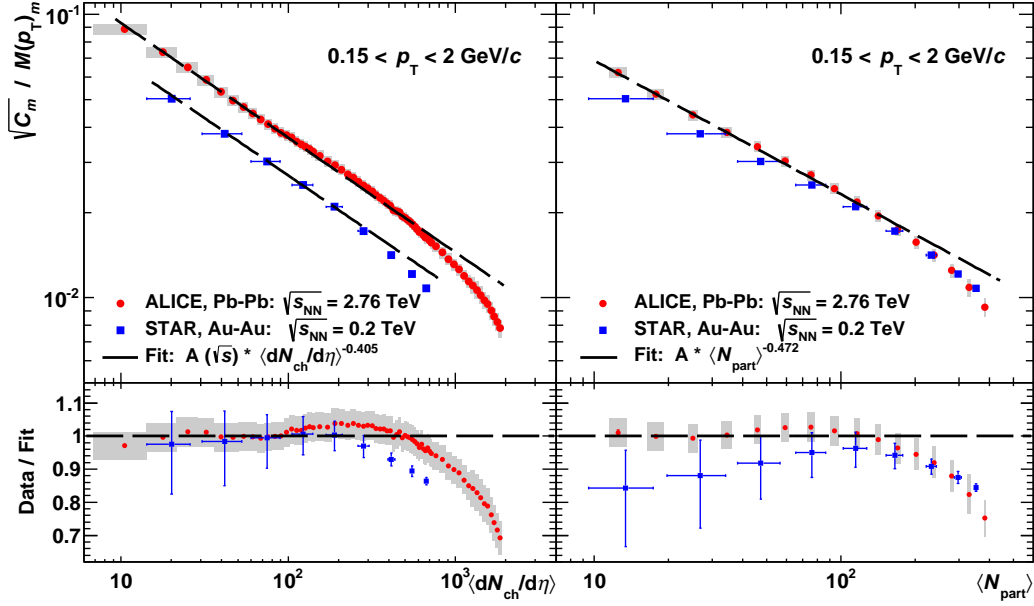 √C_m / M(p_T)_m
10^-1
10^-2
0.15 < p_T < 2 GeV/c
ALICE, Pb-Pb: √s_NN = 2.76 TeV
STAR, Au-Au: √s_NN = 0.2 TeV
Fit: A (√s) * ⟨dN_ch/dη⟩^-0.405
0.15 < p_T < 2 GeV/c
ALICE, Pb-Pb: √s_NN = 2.76 TeV
STAR, Au-Au: √s_NN = 0.2 TeV
Fit: A * ⟨N_part⟩^-0.472
Data / Fit
1.1
1
0.9
0.8
0.7
10 10^2 10^3 ⟨dN_ch/dη⟩
10 10^2 ⟨N_part⟩